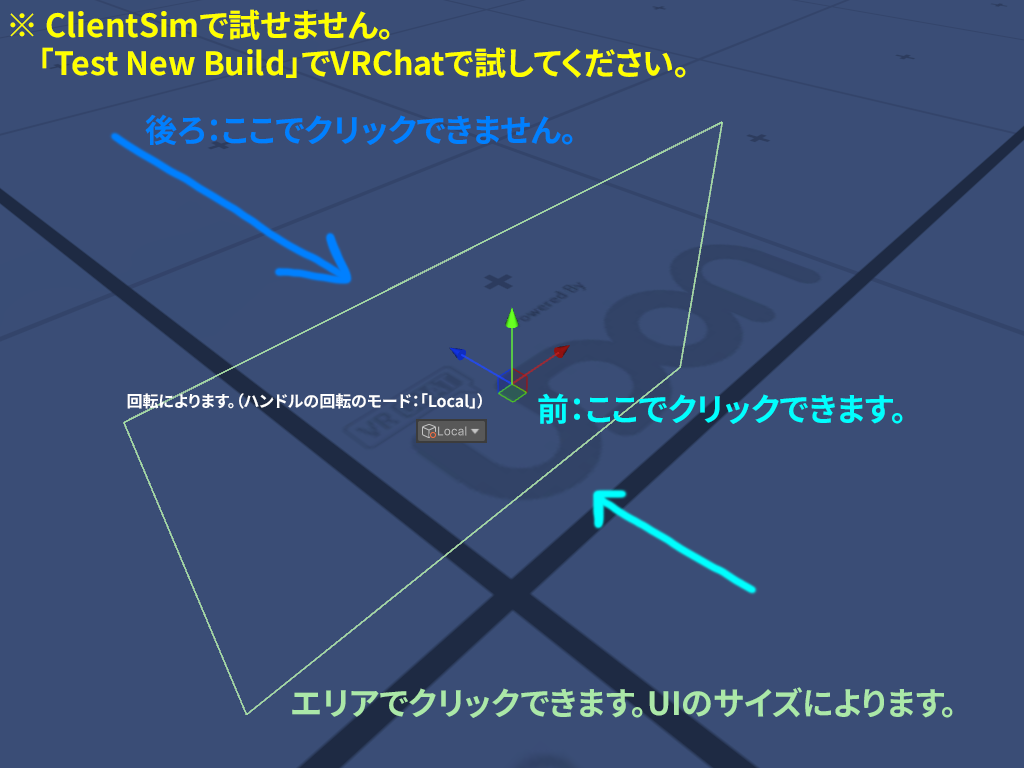 ※ ClientSimで試せません。
「Test New Build」でVRChatで試してください。
後ろ：ここでクリックできません。
Powered By
回転によります。（ハンドルの回転のモード：「Local」）
VRChat
Local
前：ここでクリックできます。
エリアでクリックできます。UIのサイズによります。